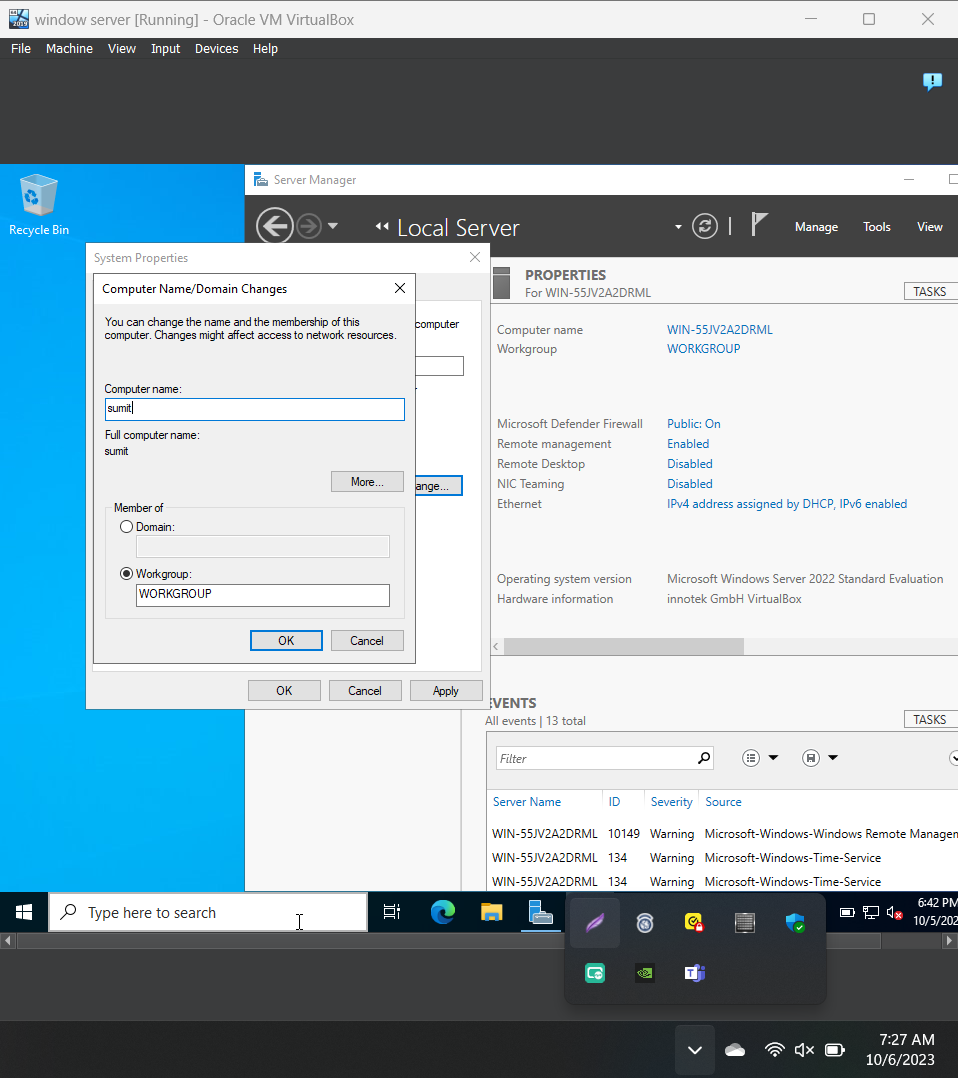 window server [Running] - Oracle VM VirtualBox
File Machine View Input Devices Help
Recycle Bin
Server Manager
Local Server
Manage Tools View
System Properties
Computer Name/Domain Changes
You can change the name and the membership of this
computer. Changes might affect access to network resources.
computer
Computer name:
sumit
Full computer name:
sumit
More...
ange...
Member of
Domain:
Workgroup:
WORKGROUP
OK Cancel
OK Cancel Apply
PROPERTIES
For WIN-55JV2A2DRML
TASKS
Computer name WIN-55JV2A2DRML
Workgroup WORKGROUP
Microsoft Defender Firewall Public: On
Remote management Enabled
Remote Desktop Disabled
NIC Teaming Disabled
Ethernet IPv4 address assigned by DHCP, IPv6 enabled
Operating system version Microsoft Windows Server 2022 Standard Evaluation
Hardware information innotek GmbH VirtualBox
EVENTS
All events | 13 total
TASKS
Filter
Server Name ID Severity Source
WIN-55JV2A2DRML 10149 Warning Microsoft-Windows-Windows Remote Managem
WIN-55JV2A2DRML 134 Warning Microsoft-Windows-Time-Service
WIN-55JV2A2DRML 134 Warning Microsoft-Windows-Time-Service
Type here to search
6:42 PM
10/5/202
7:27 AM
10/6/2023